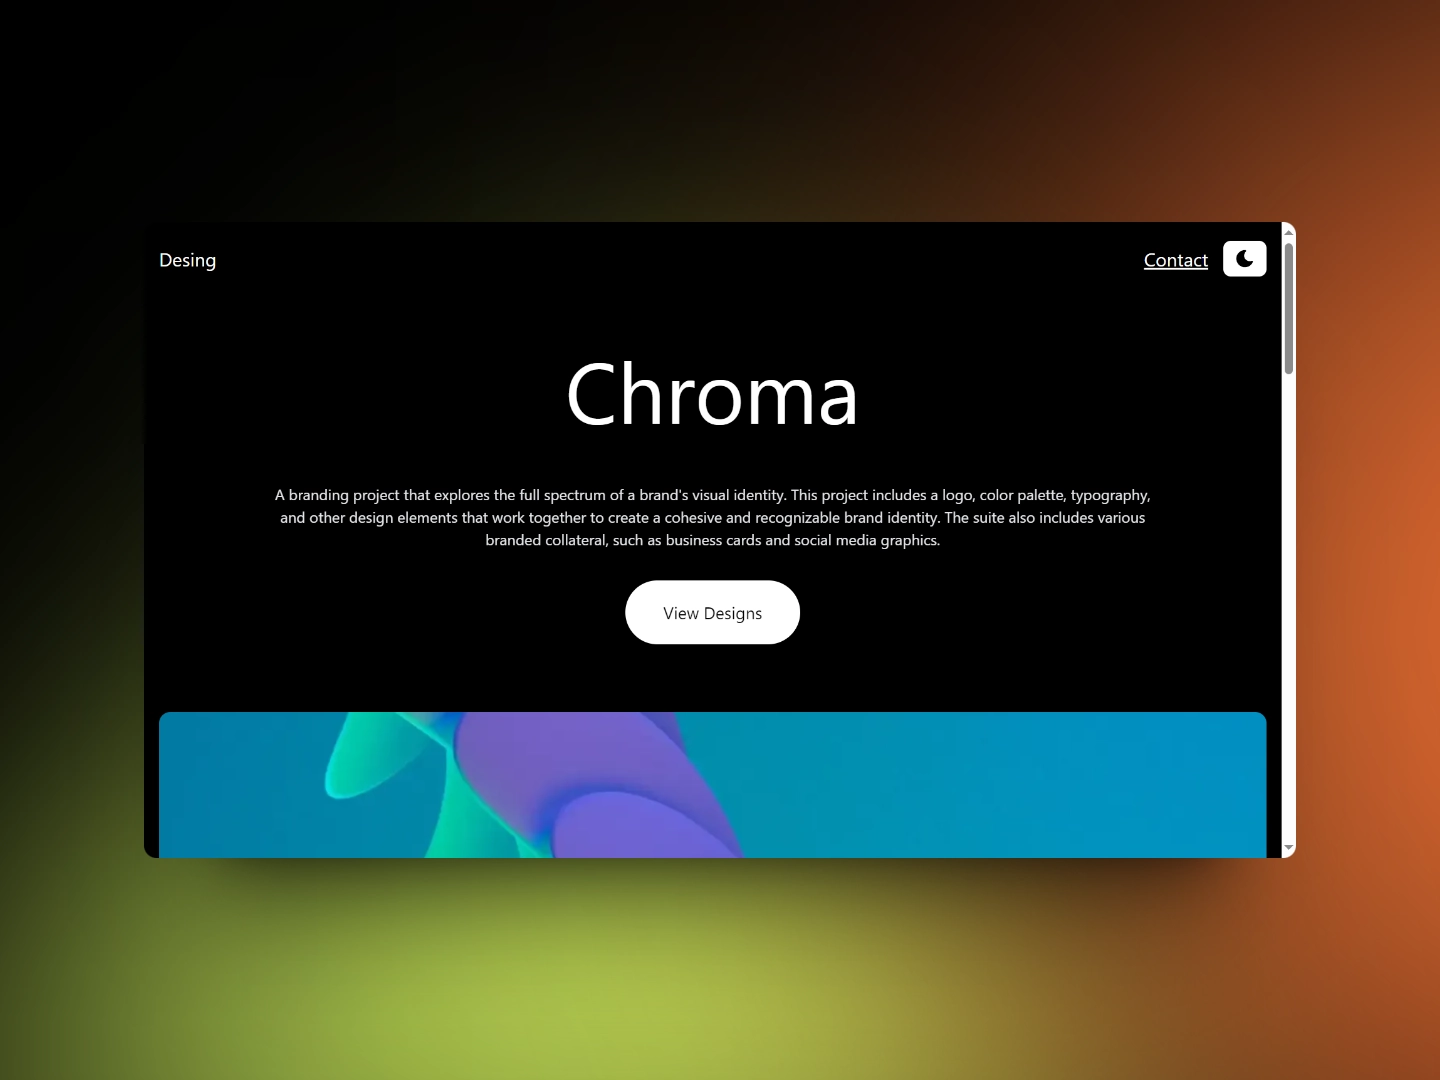 Desing
Contact
Chroma
A branding project that explores the full spectrum of a brand's visual identity. This project includes a logo, color palette, typography,
and other design elements that work together to create a cohesive and recognizable brand identity. The suite also includes various
branded collateral, such as business cards and social media graphics.
View Designs